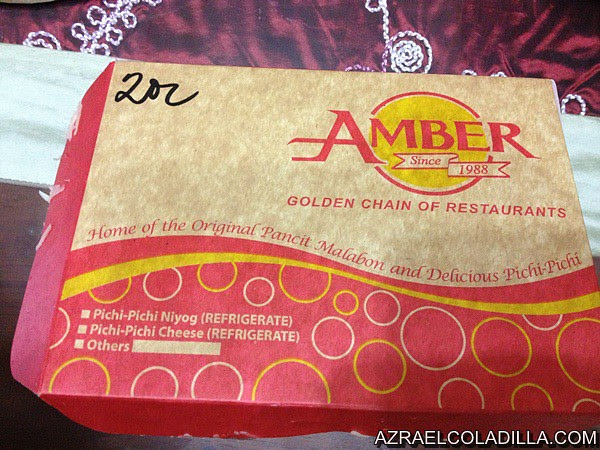 20c
AMBER
Since
1988
GOLDEN CHAIN OF RESTAURANTS
Home of the Original Pancit Malabon and Delicious Pichi-Pichi
Pichi-Pichi Niyog (REFRIGERATE)
Pichi-Pichi Cheese (REFRIGERATE)
Others
AZRAELCOLADILLA.COM